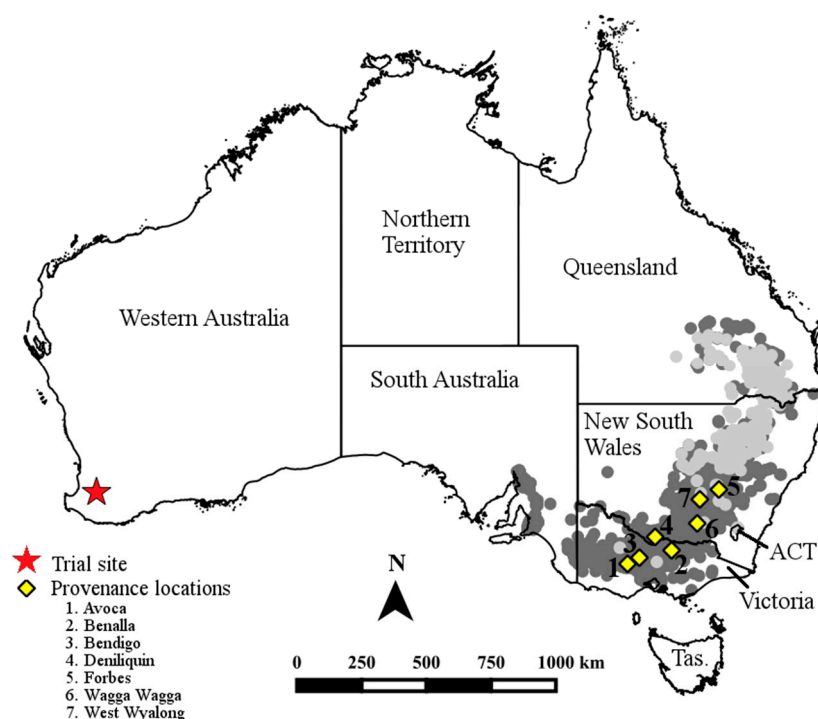 Northern
Territory
Queensland
Western Australia
South Australia
New South
Wales
7
5
6
4
3
1
2
ACT
Victoria
Tas.
Trial site
Provenance locations
1. Avoca
2. Benalla
3. Bendigo
4. Deniliquin
5. Forbes
6. Wagga Wagga
7. West Wyalong
N
0 250 500 750 1000 km